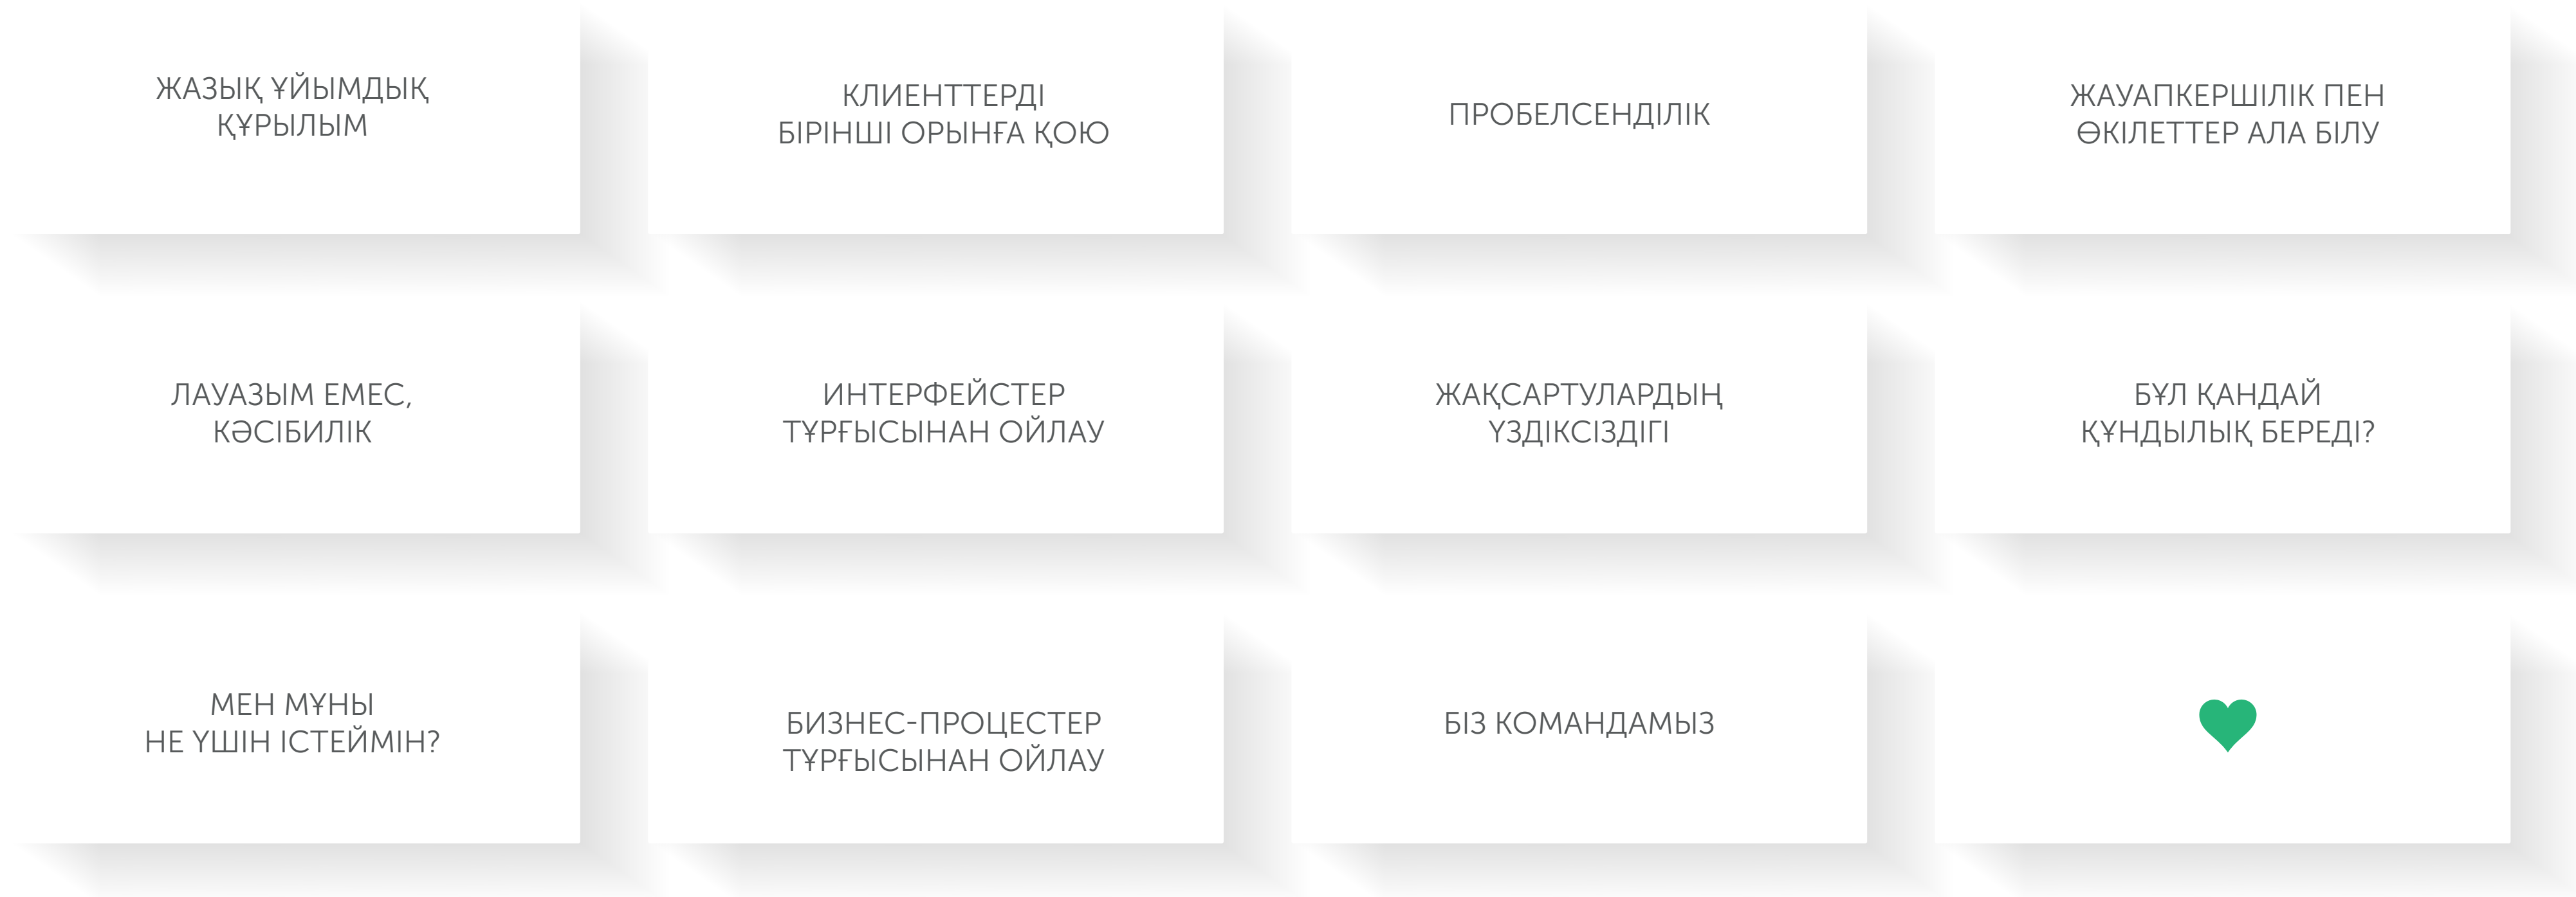 ЖАЗЫҚ ҰЙЫМДЫҚ
ҚҰРЫЛЫМ
КЛИЕНТТЕРДІ
БІРІНШІ ОРЫНҒА ҚОЮ
ПРОБЕЛСЕНДІЛІК
ЖАУАПКЕРШІЛІК ПЕН
ӨКІЛЕТТЕР АЛА БІЛУ
ЛАУАЗЫМ ЕМЕС,
КӘСІБИЛІК
ИНТЕРФЕЙСТЕР
ТҰРҒЫСЫНАН ОЙЛАУ
ЖАҚСАРТУЛАРДЫҢ
ҮЗДІКСІЗДІГІ
БҰЛ ҚАНДАЙ
ҚҰНДЫЛЫҚ БЕРЕДІ?
МЕН МҰНЫ
НЕ ҮШІН ІСТЕЙМІН?
БИЗНЕС-ПРОЦЕСТЕР
ТҰРҒЫСЫНАН ОЙЛАУ
БІЗ КОМАНДАМЫЗ